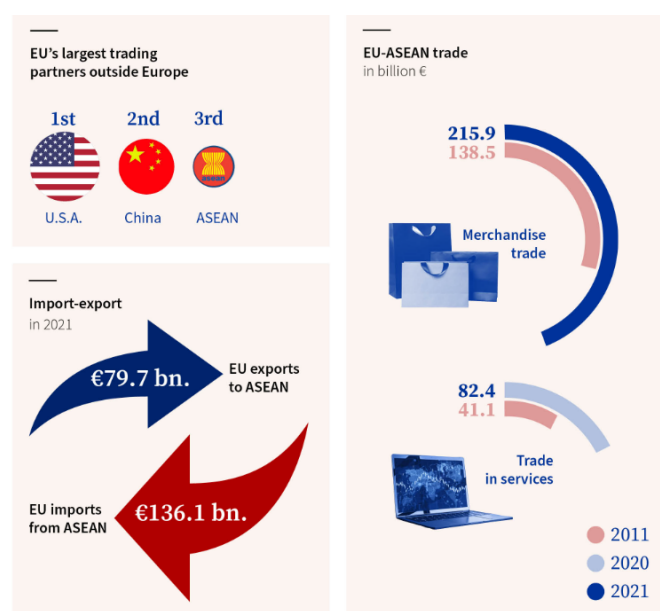 EU's largest trading
partners outside Europe
1st
2nd
3rd
asean
U.S.A.
China
ASEAN
Import-export
in 2021
€79.7 bn.
EU exports
to ASEAN
EU imports
from ASEAN
€136.1 bn.
EU-ASEAN trade
in billion €
215.9
138.5
Merchandise
trade
82.4
41.1
Trade
in services
2011
2020
2021